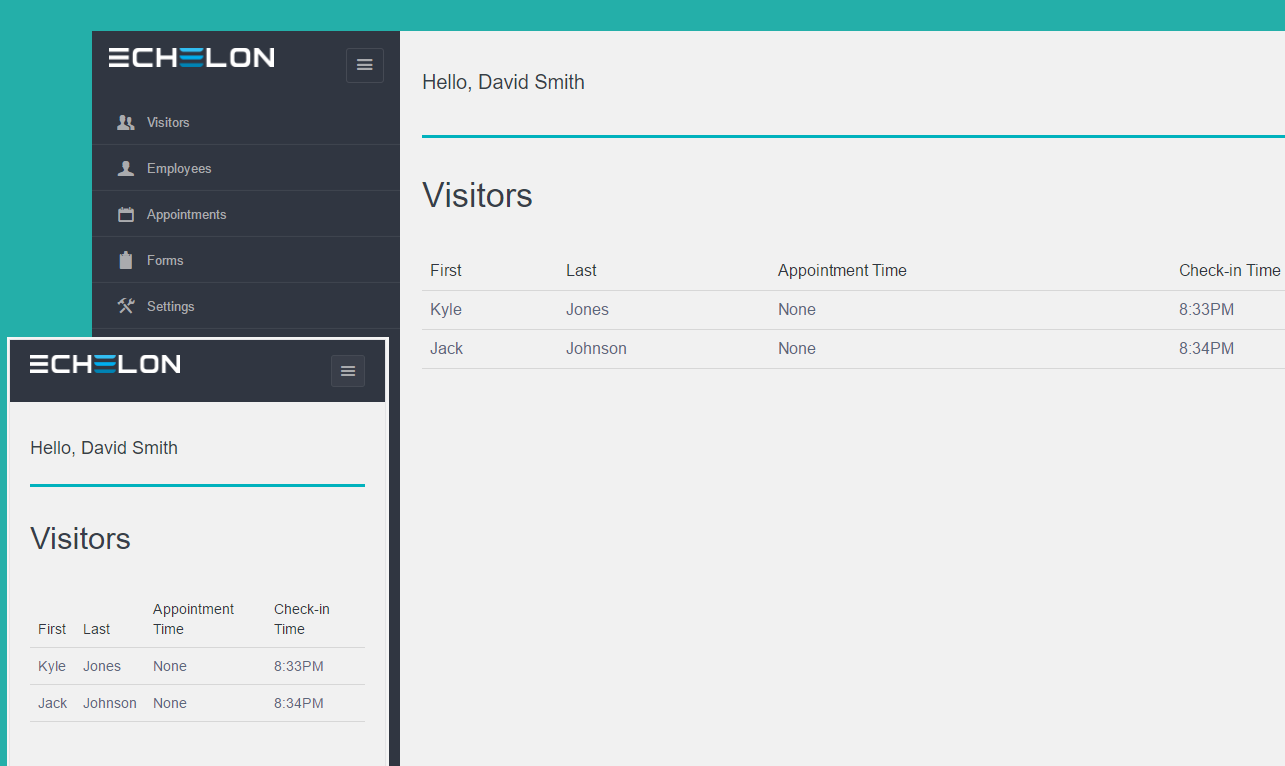 ECHELON
Visitors
Employees
Appointments
Forms
Settings
Hello, David Smith
Visitors
First Last Appointment Time Check-in Time
Kyle Jones None 8:33PM
Jack Johnson None 8:34PM
ECHELON
Hello, David Smith
Visitors
First Last Appointment Time Check-in Time
Kyle Jones None 8:33PM
Jack Johnson None 8:34PM